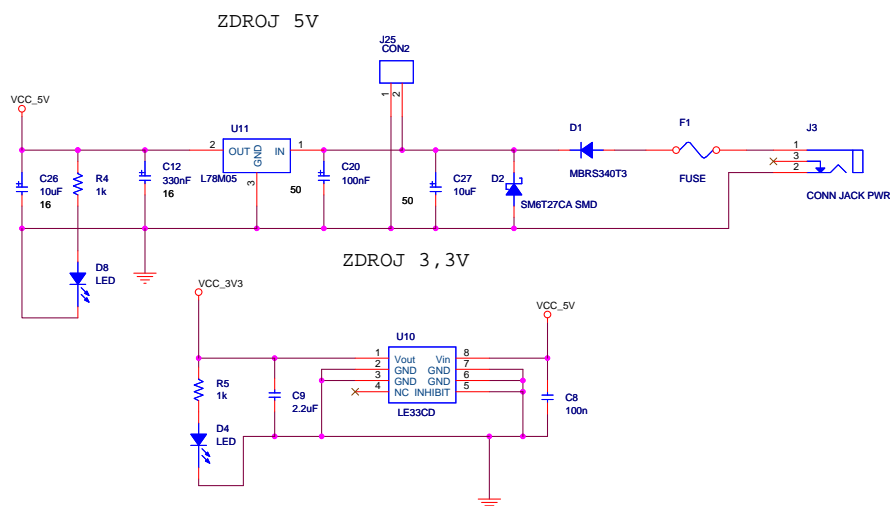 ZDROJ 5V
J25
CON2
1
2
VCC_5V
U11
2
OUT
GND
IN
1
3
L78M05
50
C26
10uF
16
R4
1k
C12
330nF
16
C20
100nF
50
C27
10uF
D2
SM6T27CA SMD
D1
MBRS340T3
F1
FUSE
J3
1
3
2
CONN JACK PWR
D8
LED
ZDROJ 3,3V
VCC_3V3
VCC_5V
U10
1 Vout Vin 8
2 GND GND 7
3 GND GND 6
4 NC INHIBIT 5
LE33CD
R5
1k
C9
2.2uF
C8
100n
D4
LED